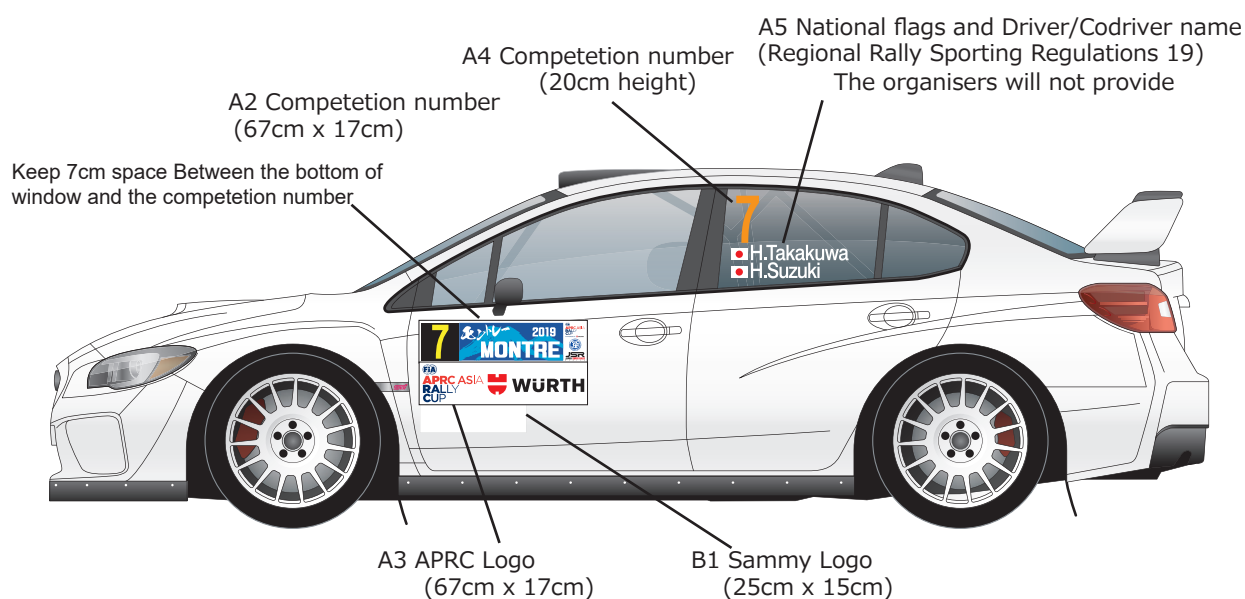 A5 National flags and Driver/Codriver name
(Regional Rally Sporting Regulations 19)
The organisers will not provide
A4 Competetion number
(20cm height)
A2 Competetion number
(67cm x 17cm)
Keep 7cm space Between the bottom of
window and the competetion number
7
H.Takakuwa
H.Suzuki
7
2019
MONTRE
JSR
FIA
APRC ASIA
RALLY
CUP
WÜRTH
A3 APRC Logo
(67cm x 17cm)
B1 Sammy Logo
(25cm x 15cm)